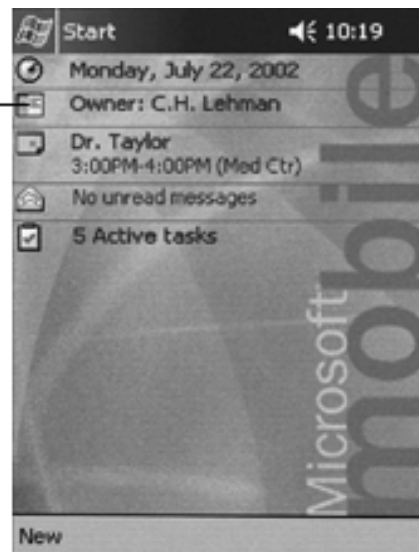 Start 10:19
Monday, July 22, 2002
Owner: C.H. Lehman
Dr. Taylor
3:00PM-4:00PM (Med Ctr)
No unread messages
5 Active tasks
Microsoft
mobile
New